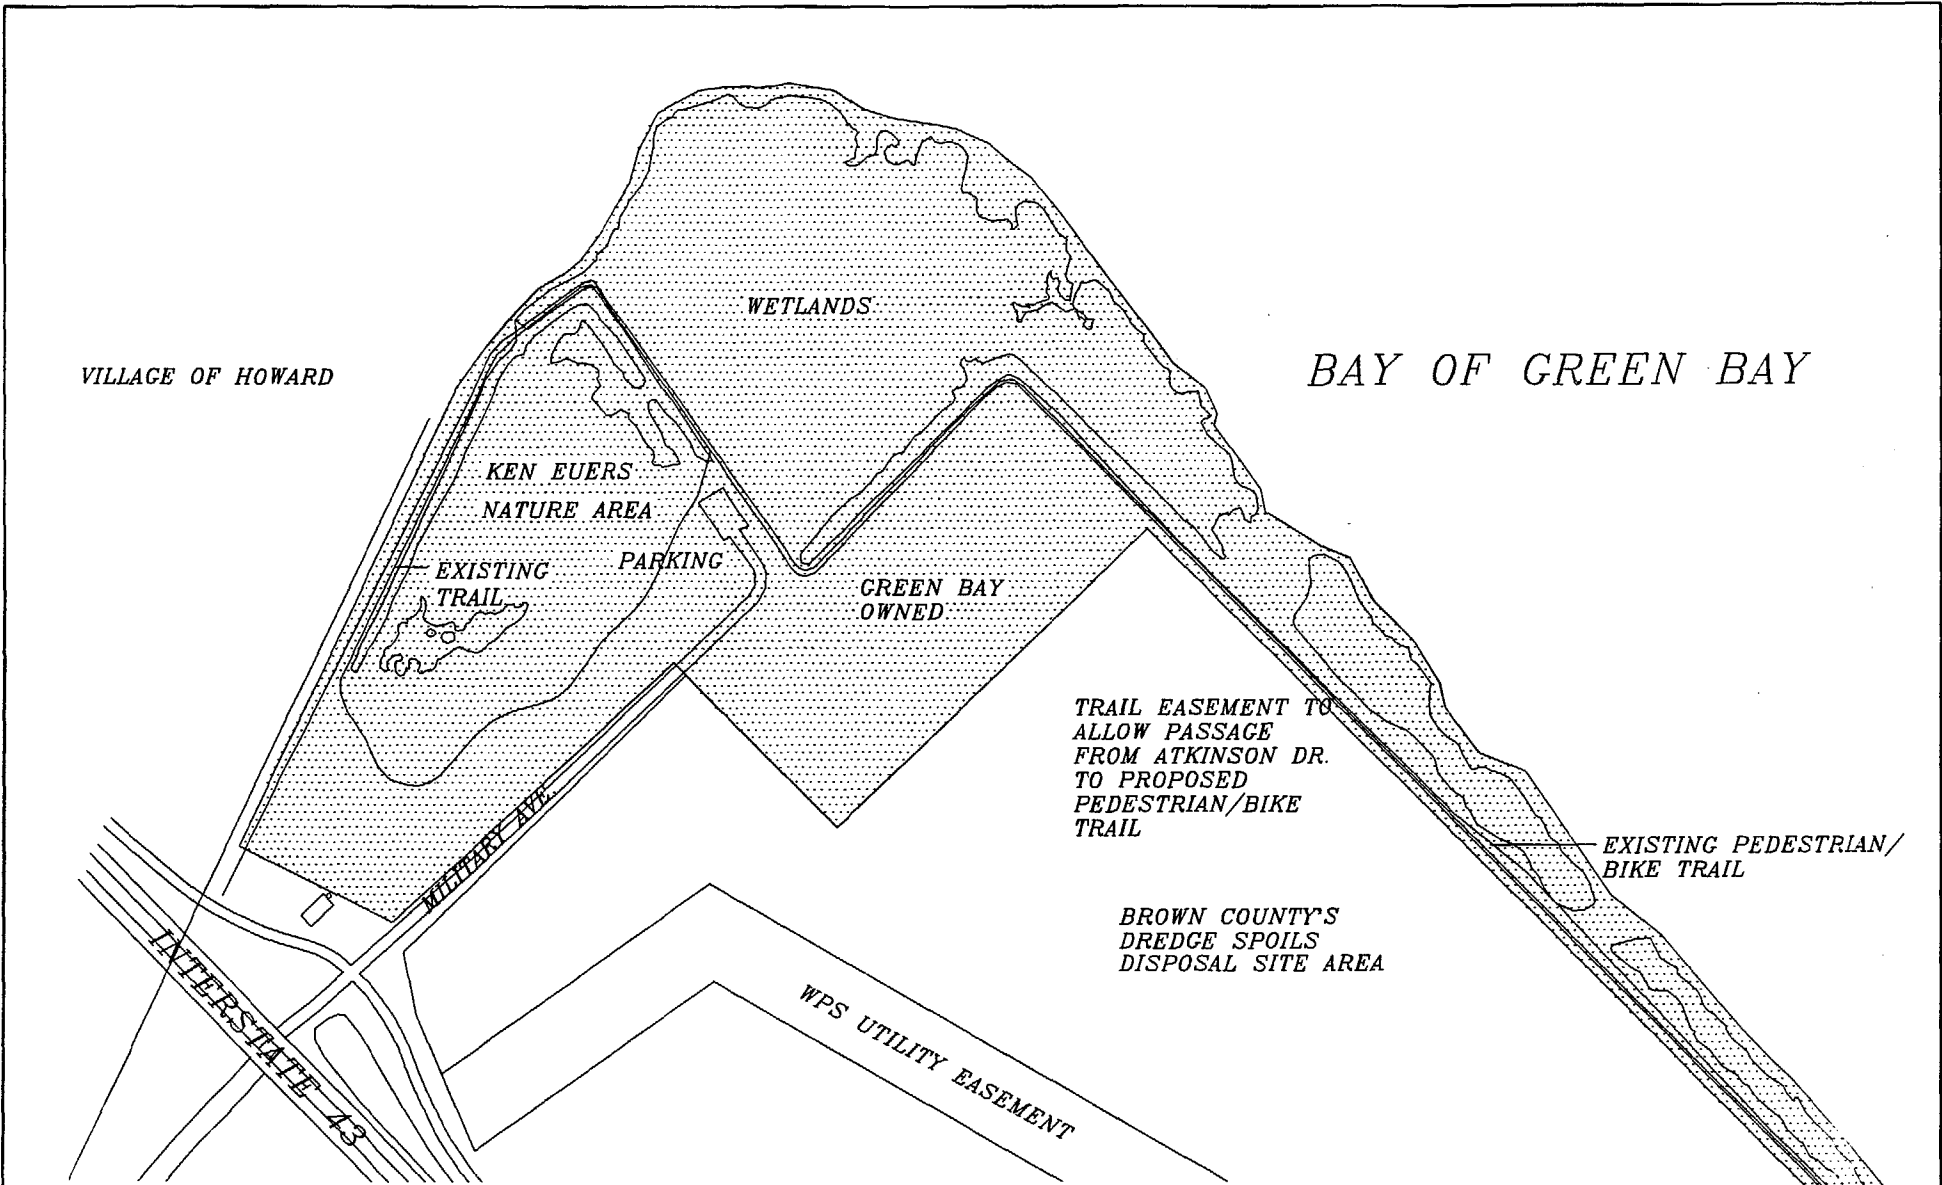 WETLANDS
VILLAGE OF HOWARD
BAY OF GREEN BAY
KEN EUERS
NATURE AREA
PARKING
EXISTING
TRAIL
GREEN BAY
OWNED
TRAIL EASEMENT TO
ALLOW PASSAGE
FROM ATKINSON DR.
TO PROPOSED
PEDESTRIAN/BIKE
TRAIL
MILITARY AVE.
EXISTING PEDESTRIAN/
BIKE TRAIL
BROWN COUNTY'S
DREDGE SPOILS
DISPOSAL SITE AREA
INTERSTATE 43
WPS UTILITY EASEMENT